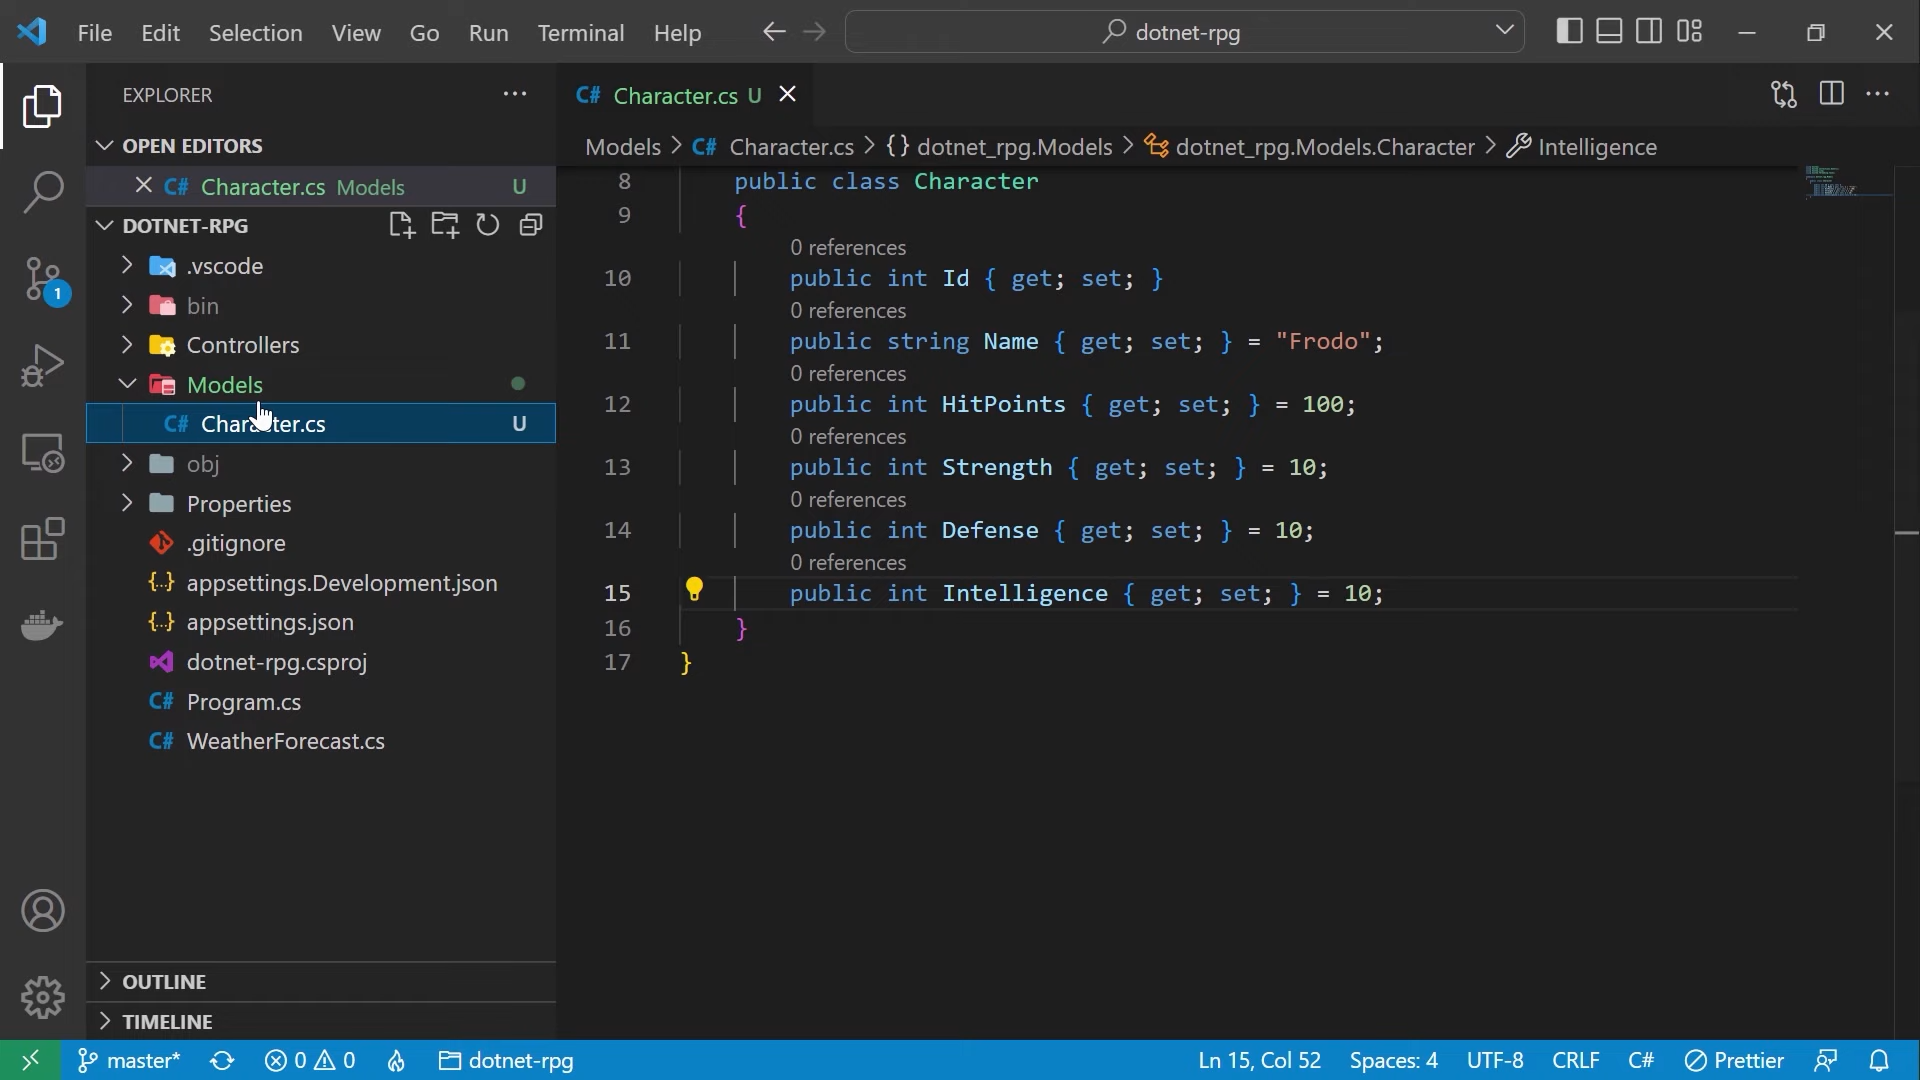 File Edit Selection View Go Run Terminal Help dotnet-rpg
EXPLORER
OPEN EDITORS
C# Character.cs Models U
DOTNET-RPG
.vscode
bin
Controllers
Models
C# Character.cs U
obj
Properties
.gitignore
{..} appsettings.Development.json
{..} appsettings.json
dotnet-rpg.csproj
C# Program.cs
C# WeatherForecast.cs
OUTLINE
TIMELINE
C# Character.cs U
Models > C# Character.cs > {} dotnet_rpg.Models > dotnet_rpg.Models.Character > Intelligence
8 public class Character
9 {
0 references
10 public int Id { get; set; }
0 references
11 public string Name { get; set; } = "Frodo";
0 references
12 public int HitPoints { get; set; } = 100;
0 references
13 public int Strength { get; set; } = 10;
0 references
14 public int Defense { get; set; } = 10;
0 references
15 public int Intelligence { get; set; } = 10;
16 }
17 }
1
master* 0 0 dotnet-rpg Ln 15, Col 52 Spaces: 4 UTF-8 CRLF C# Prettier